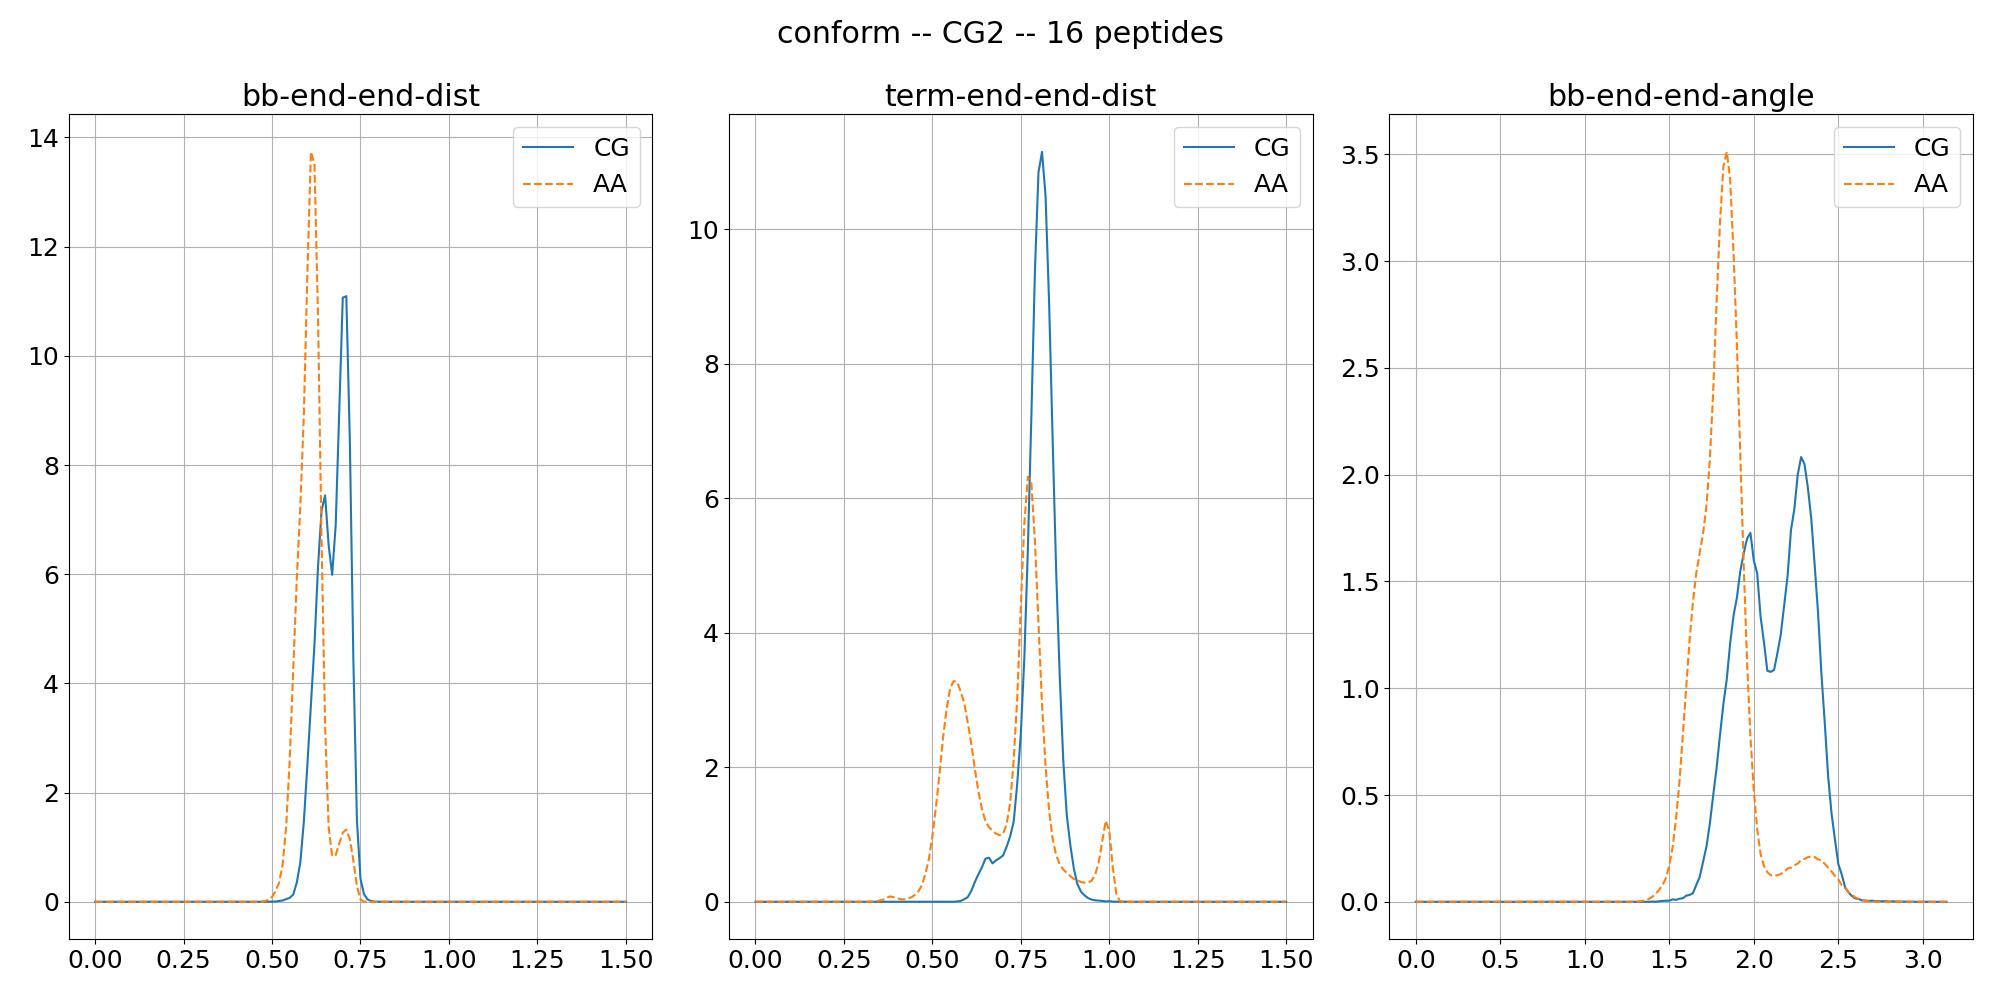 conform -- CG2 -- 16 peptides
bb-end-end-dist
CG
AA
14
12
10
8
6
4
2
0
0.00 0.25 0.50 0.75 1.00 1.25 1.50
term-end-end-dist
CG
AA
10
8
6
4
2
0
0.00 0.25 0.50 0.75 1.00 1.25 1.50
bb-end-end-angle
CG
AA
3.5
3.0
2.5
2.0
1.5
1.0
0.5
0.0
0.0 0.5 1.0 1.5 2.0 2.5 3.0